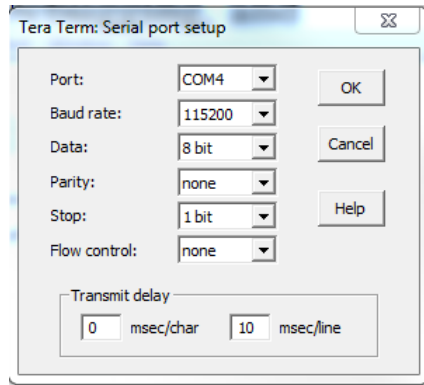 Tera Term: Serial port setup
Port: COM4 OK
Baud rate: 115200
Data: 8 bit Cancel
Parity: none
Stop: 1 bit Help
Flow control: none
Transmit delay
0 msec/char 10 msec/line